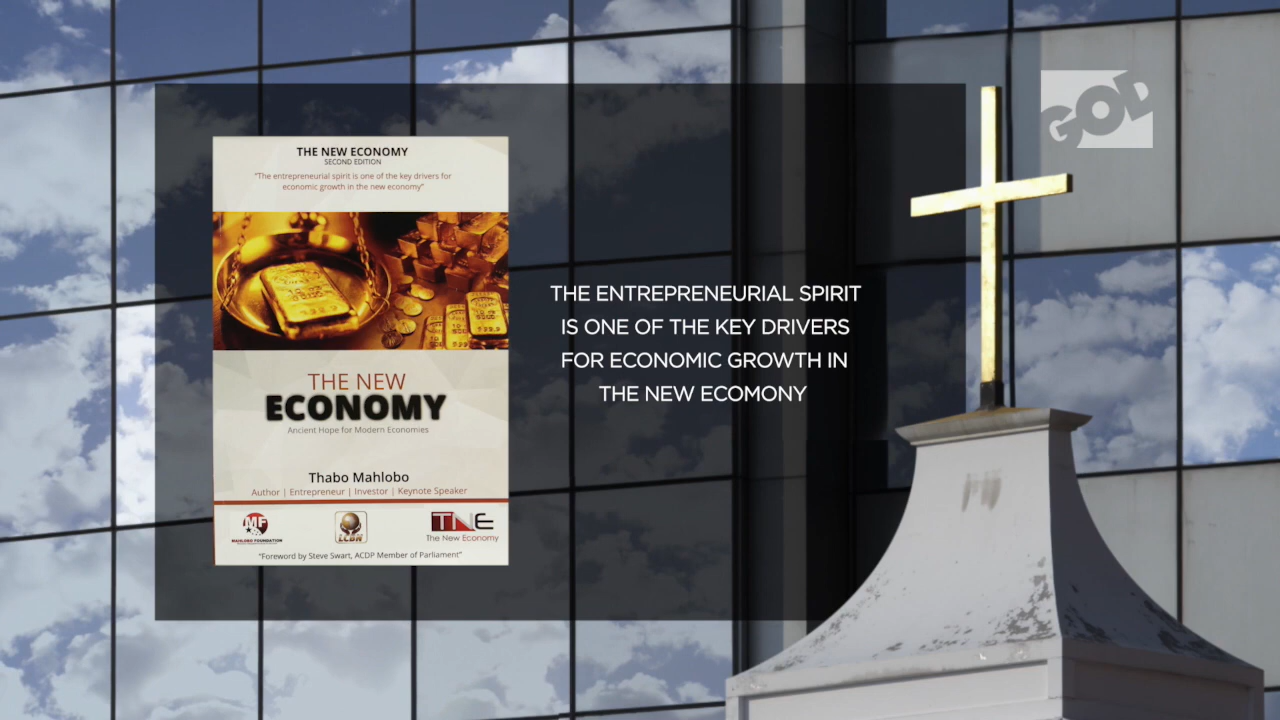 THE NEW ECONOMY
SECOND EDITION
"The entrepreneurial spirit is one of the key drivers for
economic growth in the new economy"
THE NEW
ECONOMY
Ancient Hope for Modern Economies
Thabo Mahlobo
Author | Entrepreneur | Investor | Keynote Speaker
MF
MAHLOBO FOUNDATION
LCDN
TNE
The New Economy
"Foreword by Steve Swart, ACDP Member of Parliament"
THE ENTREPRENEURIAL SPIRIT
IS ONE OF THE KEY DRIVERS
FOR ECONOMIC GROWTH IN
THE NEW ECOMONY
GOD